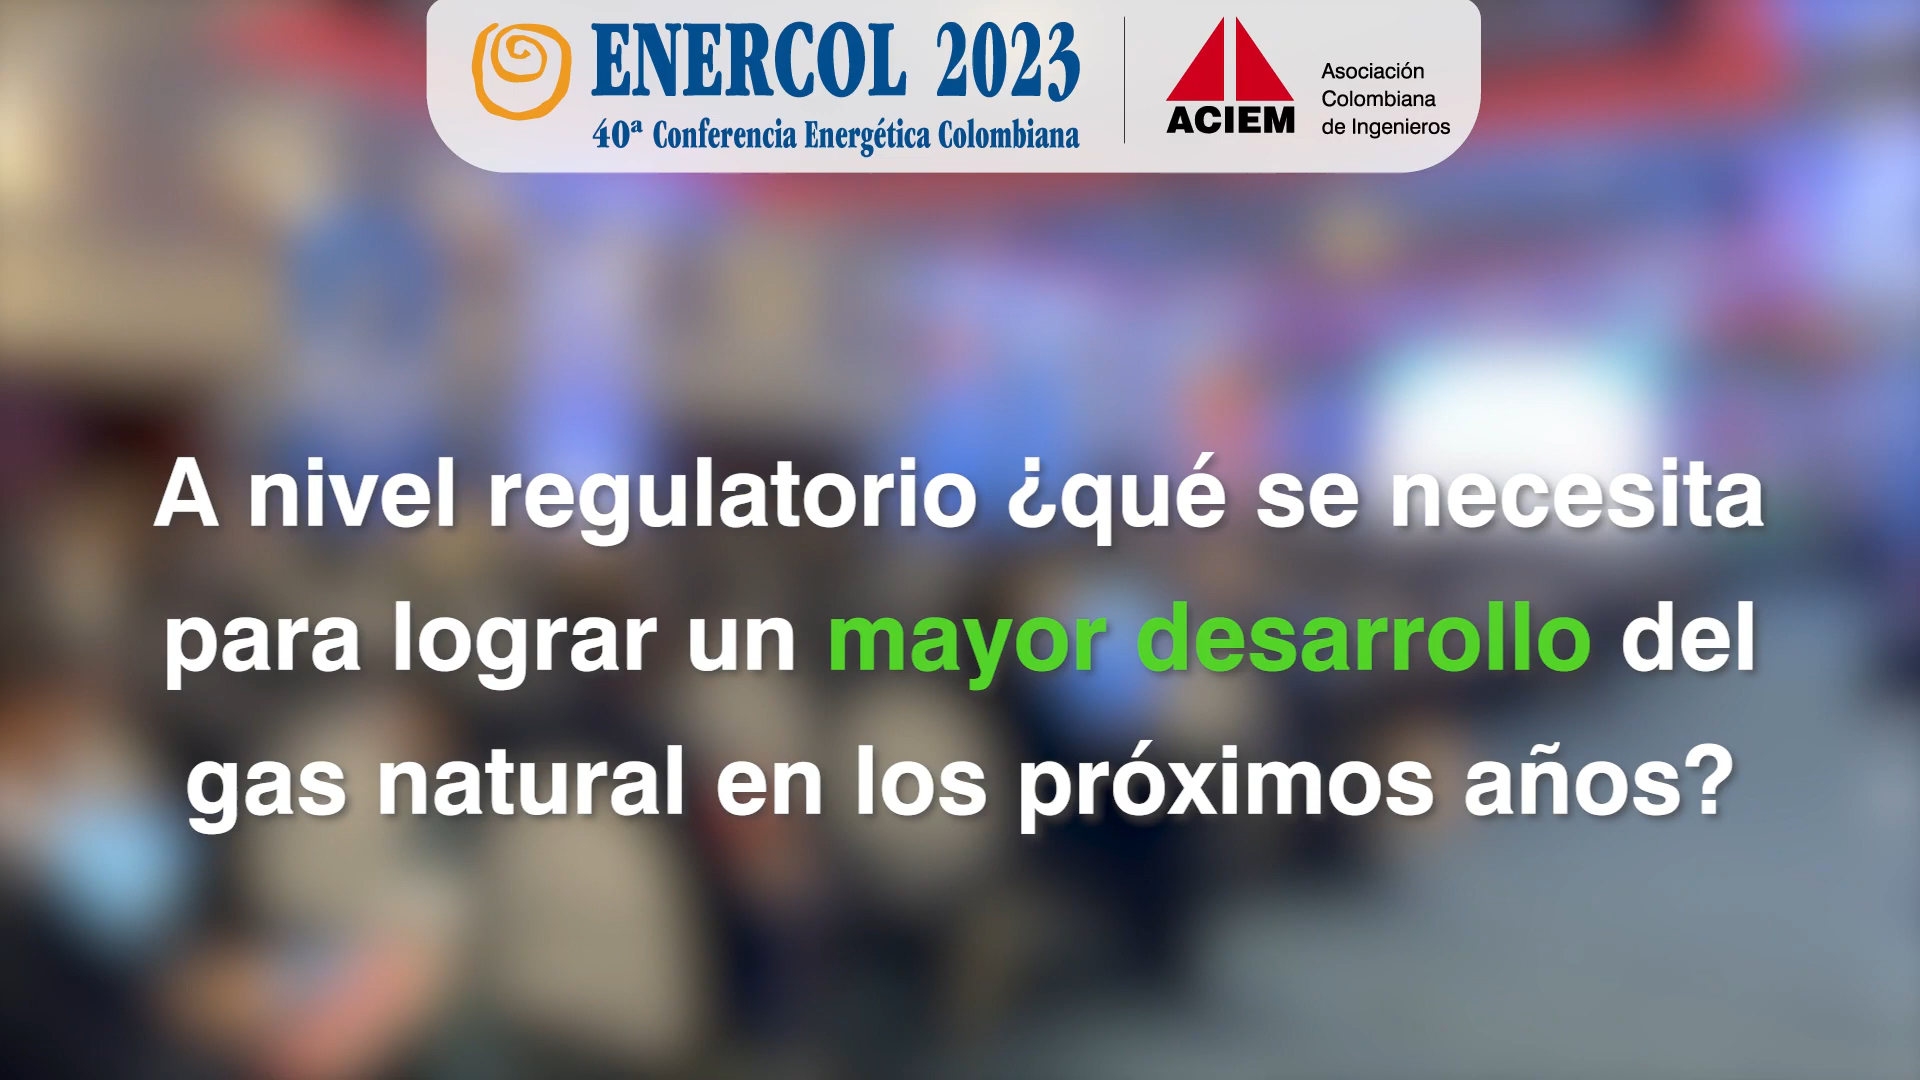 ENERCOL 2023
40ª Conferencia Energética Colombiana
ACIEM
Asociación
Colombiana
de Ingenieros
A nivel regulatorio ¿qué se necesita
para lograr un mayor desarrollo del
gas natural en los próximos años?